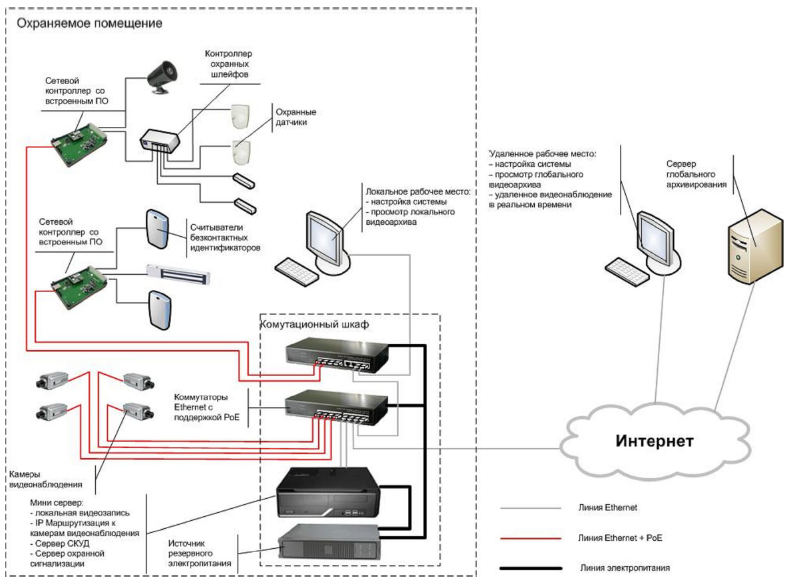 Охраняемое помещение
Контроллер
охранных
шлейфов
Сетевой
контроллер со
встроенным ПО
Охранные
датчики
Удаленное рабочее место:
- настройка системы
- просмотр глобального
видеоархива
- удаленное видеонаблюдение
в реальном времени
Сервер
глобального
архивирования
Локальное рабочее место:
- настройка системы
- просмотр локального
видеоархива
Сетевой
контроллер со
встроенным ПО
Считыватели
безконтактных
идентификаторов
Комутационный шкаф
Коммутаторы
Ethernet с
поддержкой PoE
Интернет
Камеры
видеонаблюдения
Мини сервер:
- локальная видеозапись
- IP Маршрутизация к
камерам видеонаблюдения
- Сервер СКУД
- Сервер охранной
сигнализации
Источник
резервного
электропитания
Линия Ethernet
Линия Ethernet + PoE
Линия электропитания